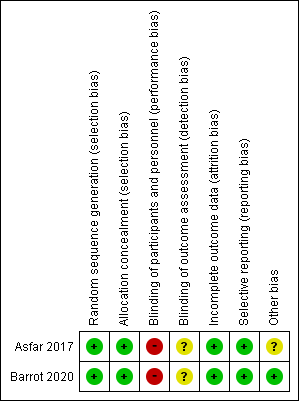 Random sequence generation (selection bias)
Allocation concealment (selection bias)
Blinding of participants and personnel (performance bias)
Blinding of outcome assessment (detection bias)
Incomplete outcome data (attrition bias)
Selective reporting (reporting bias)
Other bias
Asfar 2017 + + - ? + + ?
Barrot 2020 + + - ? + + +